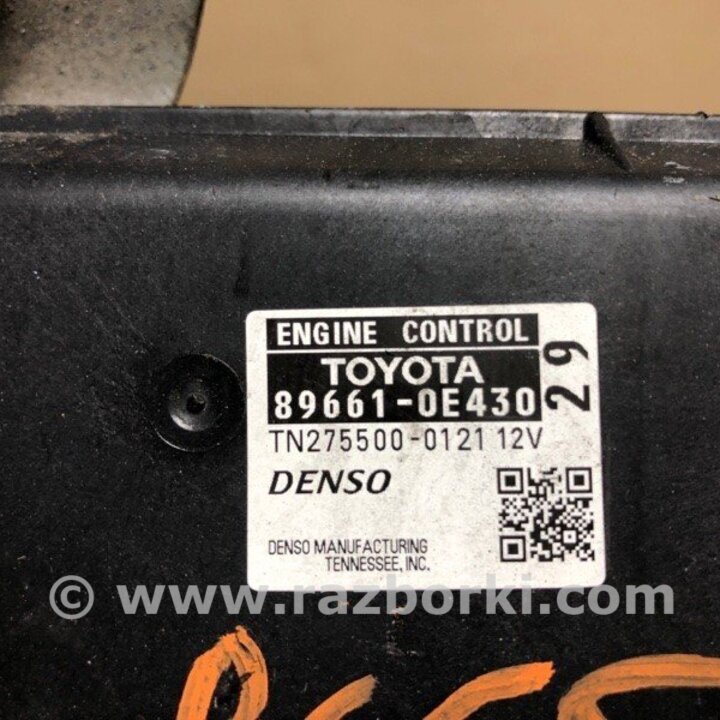 ENGINE CONTROL
TOYOTA
89661-0E430
29
TN275500-0121 12V
DENSO
DENSO MANUFACTURING
TENNESSEE, INC.
© www.razborki.com